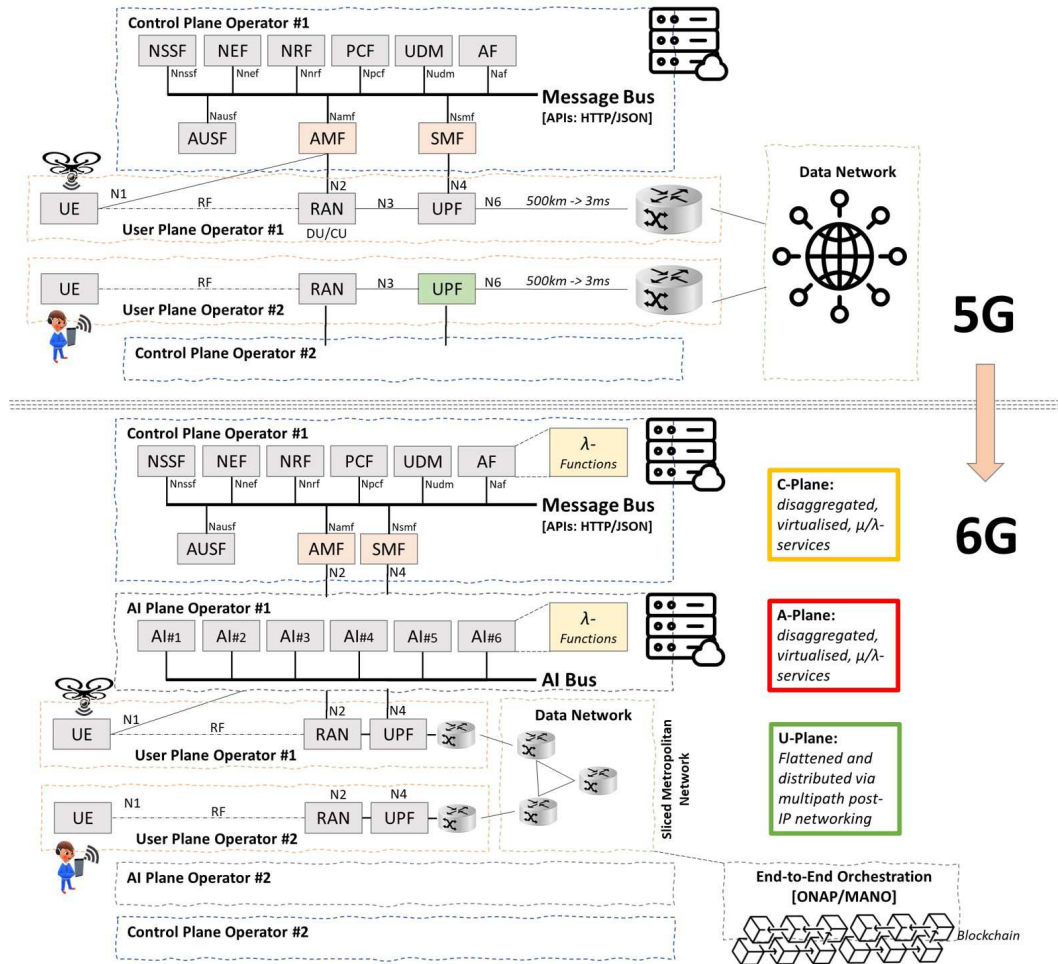 Control Plane Operator #1
NSSF NEF NRF PCF UDM AF
Nnssf Nnef Nnrf Npcf Nudm Naf
Message Bus
[APIs: HTTP/JSON]
Nausf Namf Nsmf
AUSF AMF SMF
N1 N2 N4
UE RF RAN N3 UPF N6 500km -> 3ms
User Plane Operator #1 DU/CU
Data Network
UE RF RAN N3 UPF N6 500km -> 3ms
User Plane Operator #2
Control Plane Operator #2
5G
Control Plane Operator #1
NSSF NEF NRF PCF UDM AF
λ-
Functions
Nnssf Nnef Nnrf Npcf Nudm Naf
Message Bus
[APIs: HTTP/JSON]
Nausf Namf Nsmf
AUSF AMF SMF
N2 N4
C-Plane:
disaggregated,
virtualised, μ/λ-
services
6G
AI Plane Operator #1
AI#1 AI#2 AI#3 AI#4 AI#5 AI#6
λ-
Functions
AI Bus
A-Plane:
disaggregated,
virtualised, μ/λ-
services
N1 N2 N4
UE RF RAN UPF
User Plane Operator #1
Data Network
Sliced Metropolitan
Network
U-Plane:
Flattened and
distributed via
multipath post-
IP networking
N1 N2 N4
UE RF RAN UPF
User Plane Operator #2
AI Plane Operator #2
Control Plane Operator #2
End-to-End Orchestration
[ONAP/MANO]
Blockchain